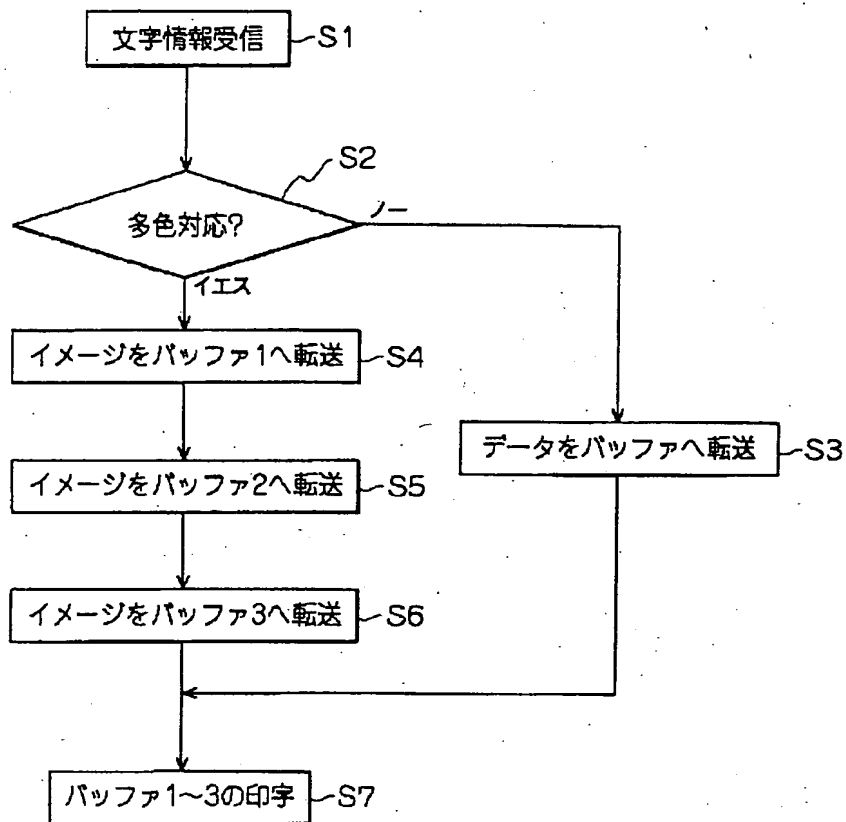 文字情報受信 S1
S2
多色対応?
ノー
イエス
イメージをバッファ1へ転送 S4
データをバッファへ転送 S3
イメージをバッファ2へ転送 S5
イメージをバッファ3へ転送 S6
バッファ1~3の印字 S7